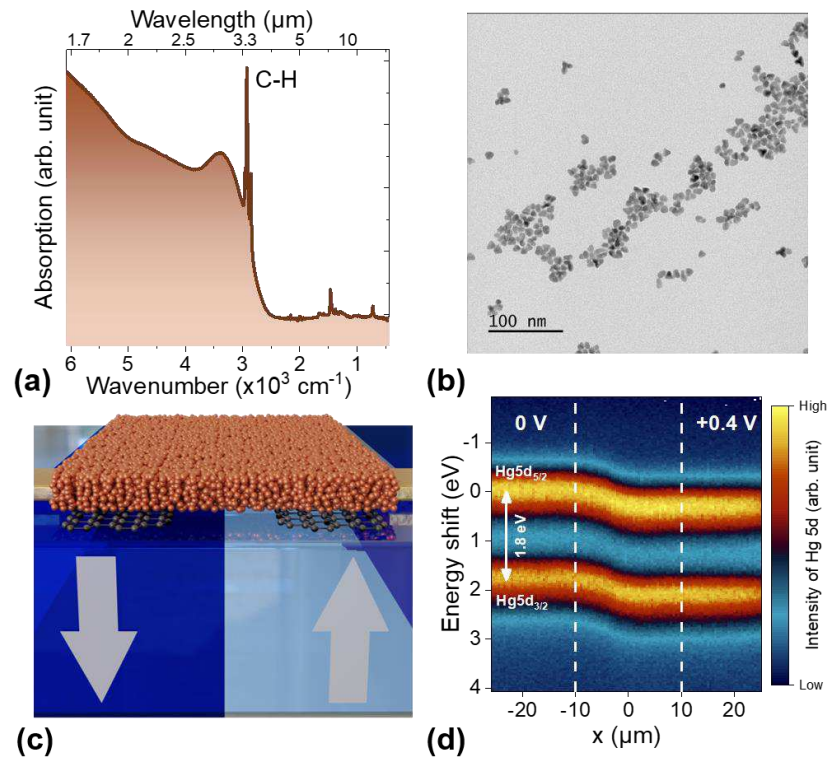 Wavelength (µm)
1.7 2 2.5 3.3 5 10
C-H
Absorption (arb. unit)
6 5 4 3 2 1
Wavenumber (x10³ cm⁻¹)
(a)
100 nm
(b)
(c)
0 V +0.4 V
Hg5d₅/₂
1.8 eV
Hg5d₃/₂
Energy shift (eV)
-1
0
1
2
3
4
-20 -10 0 10 20
x (µm)
High
Intensity of Hg 5d (arb. unit)
Low
(d)